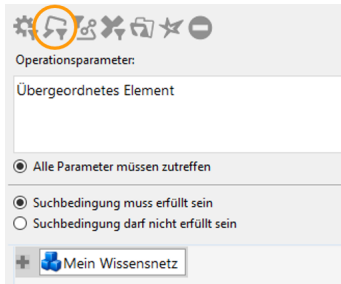 Operationsparameter:
Übergeordnetes Element
Alle Parameter müssen zutreffen
Suchbedingung muss erfüllt sein
Suchbedingung darf nicht erfüllt sein
Mein Wissensnetz